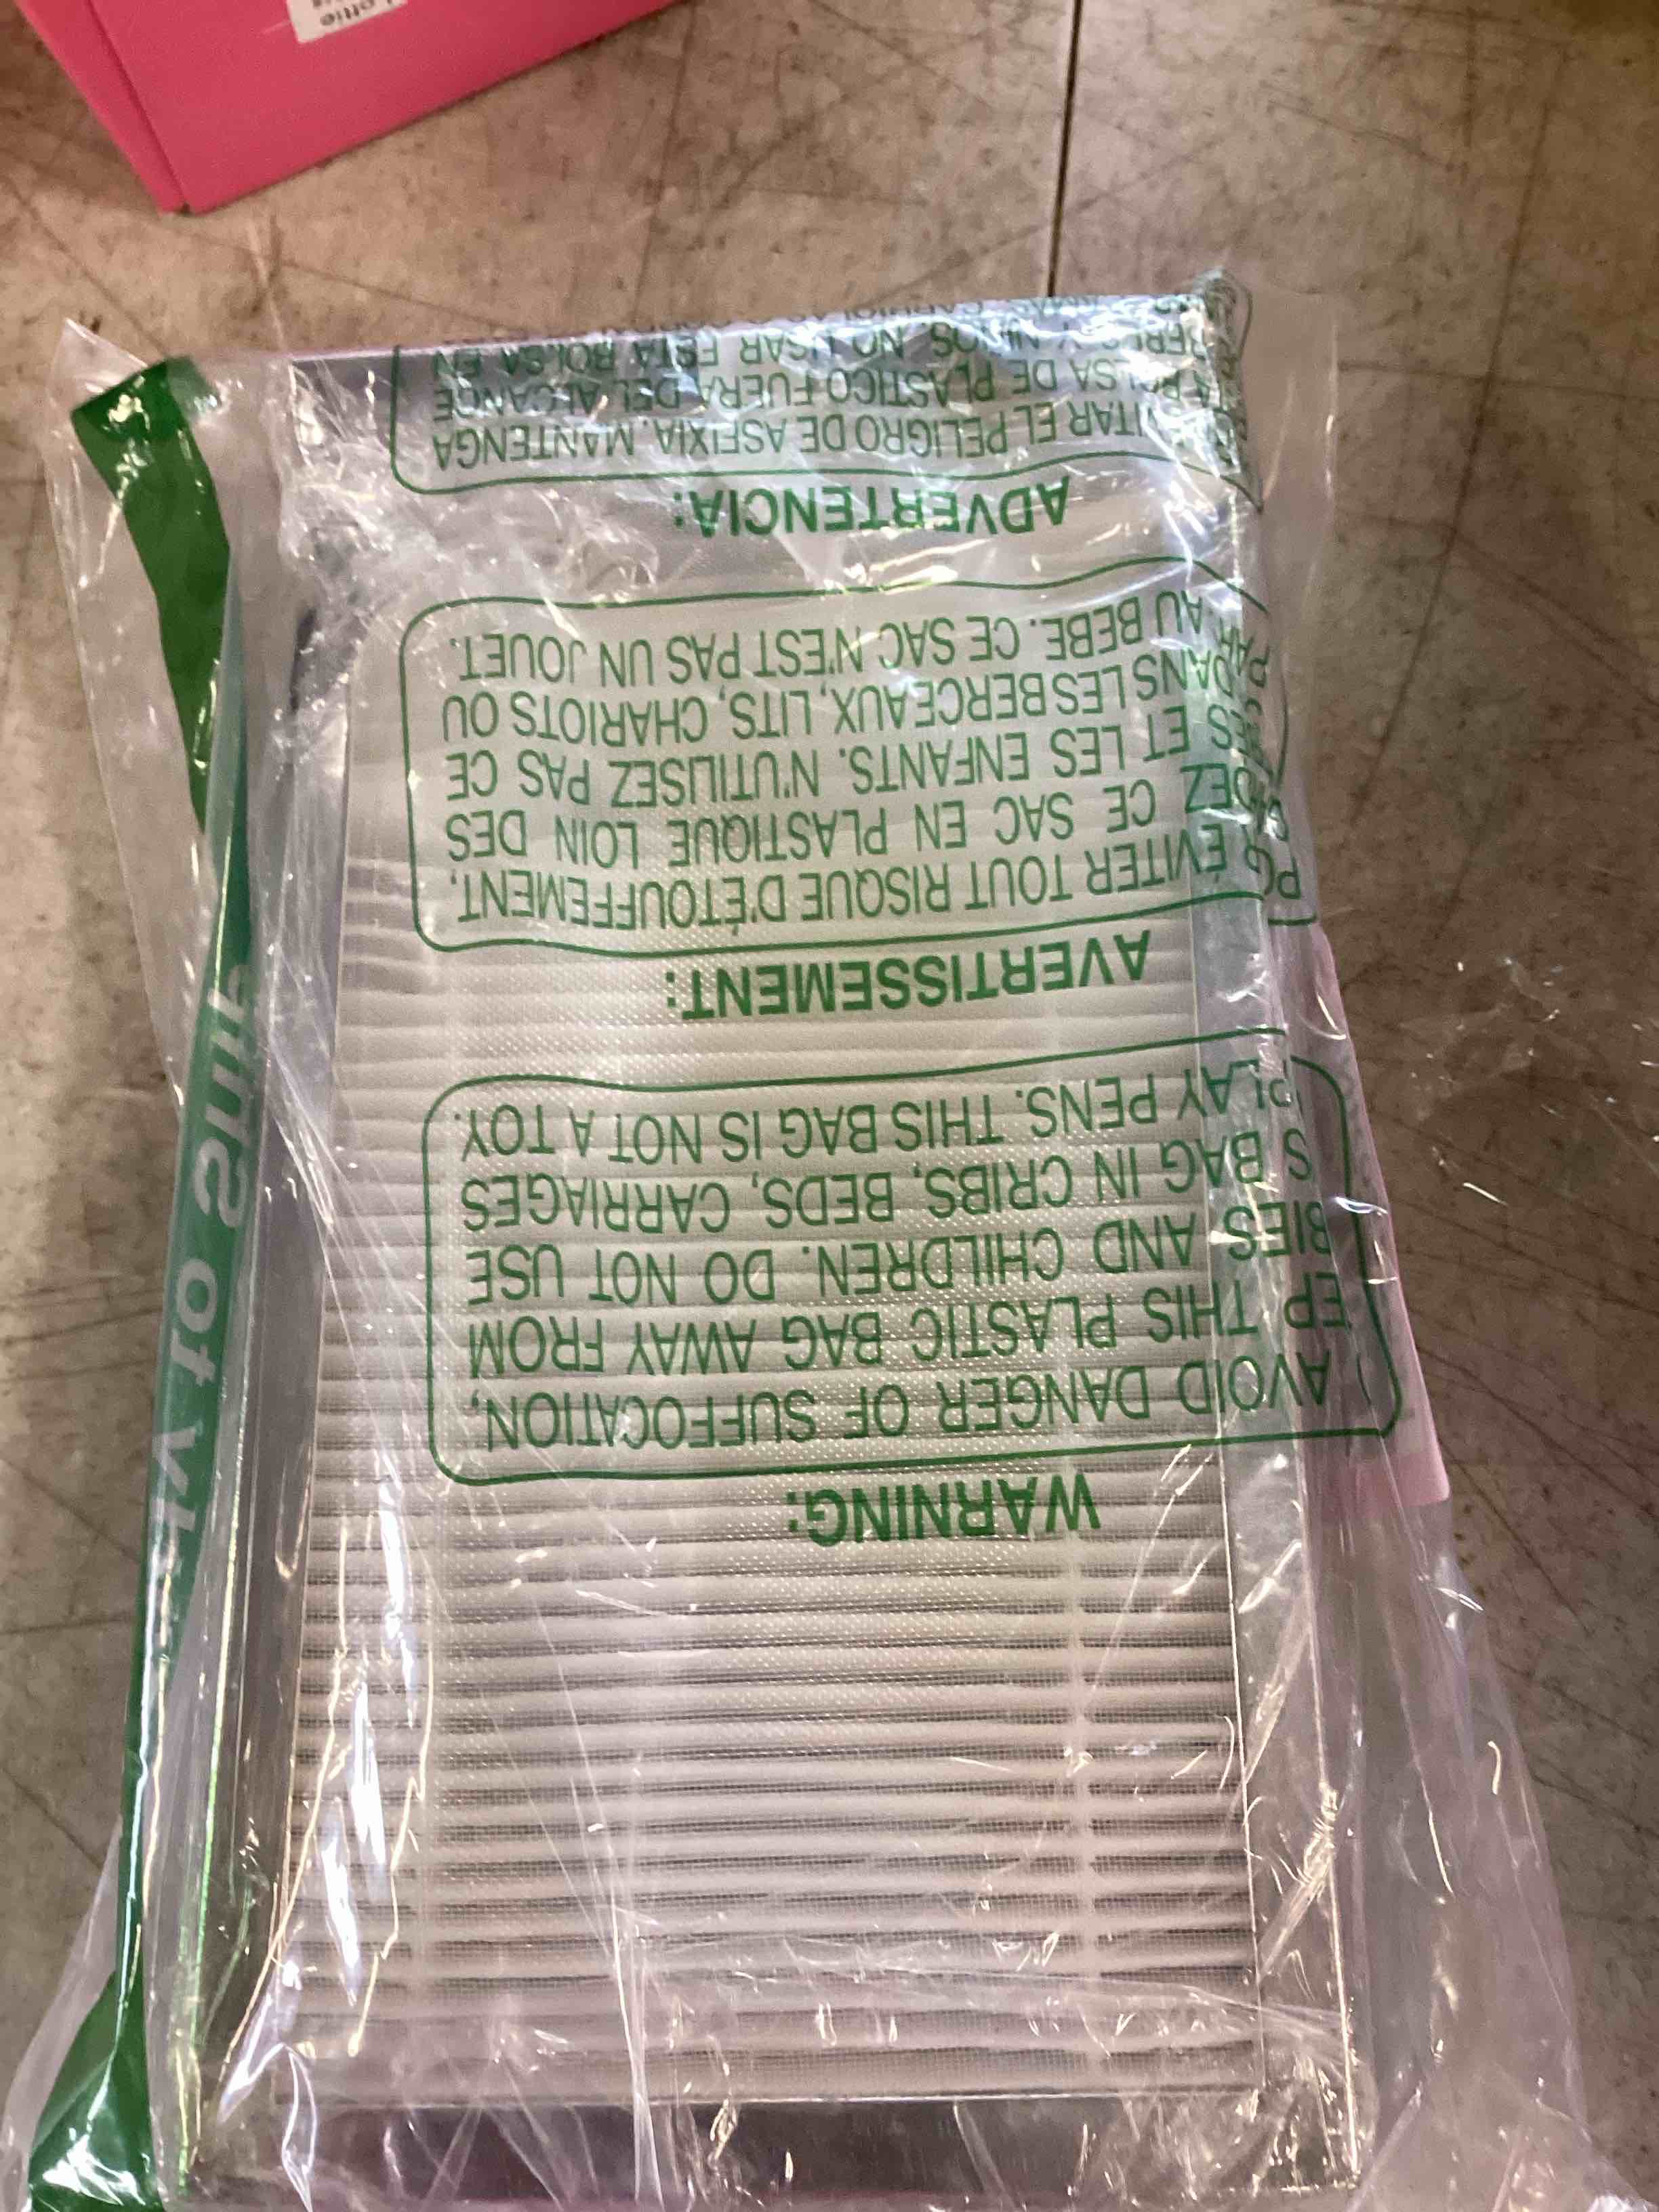 WARNING:
AVOID DANGER OF SUFFOCATION,
EP THIS PLASTIC BAG AWAY FROM
BIES AND CHILDREN. DO NOT USE
S BAG IN CRIBS, BEDS, CARRIAGES
PLAY PENS. THIS BAG IS NOT A TOY.
AVERTISSEMENT:
ÉVITER TOUT RISQUE D'ÉTOUFFEMENT,
DEZ CE SAC EN PLASTIQUE LOIN DES
ES ET LES ENFANTS. N'UTILISEZ PAS CE
DANS LES BERCEAUX, LITS, CHARIOTS OU
AU BEBE. CE SAC N'EST PAS UN JOUET.
ADVERTENCIA:
ITAR EL PELIGRO DE ASFIXIA, MANTENGA
BOLSA DE PLASTICO FUERA DEL ALCANCE
NINOS. NO USAR ESTA BOLSA EN
of
Lottie